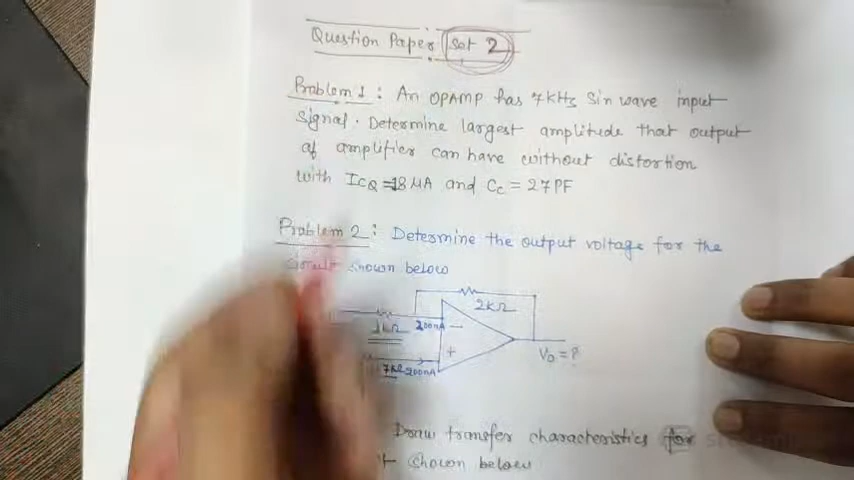 Question Paper: Set 2
Problem 1: An OPAMP has 7KHz Sin wave input
signal. Determine largest amplitude that output
of amplifier can have without distortion
with ICQ = 18 μA and Cc = 27 PF
Problem 2: Determine the output voltage for the
circuit shown below
2KΩ
1KΩ 200nA −
+
7KΩ 200nA
Vo = ?
Draw transfer characteristics for
shown below